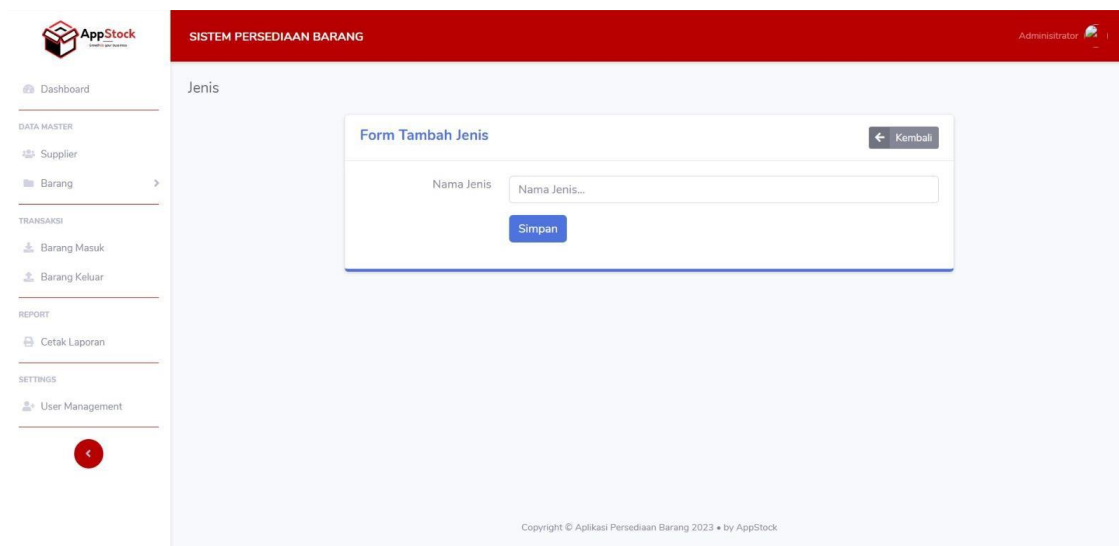 AppStock
SISTEM PERSEDIAAN BARANG
Adminisitrator
Dashboard
Jenis
DATA MASTER
Supplier
Barang
TRANSAKSI
Barang Masuk
Barang Keluar
REPORT
Cetak Laporan
SETTINGS
User Management
Form Tambah Jenis
Kembali
Nama Jenis
Nama Jenis...
Simpan
Copyright © Aplikasi Persediaan Barang 2023 • by AppStock